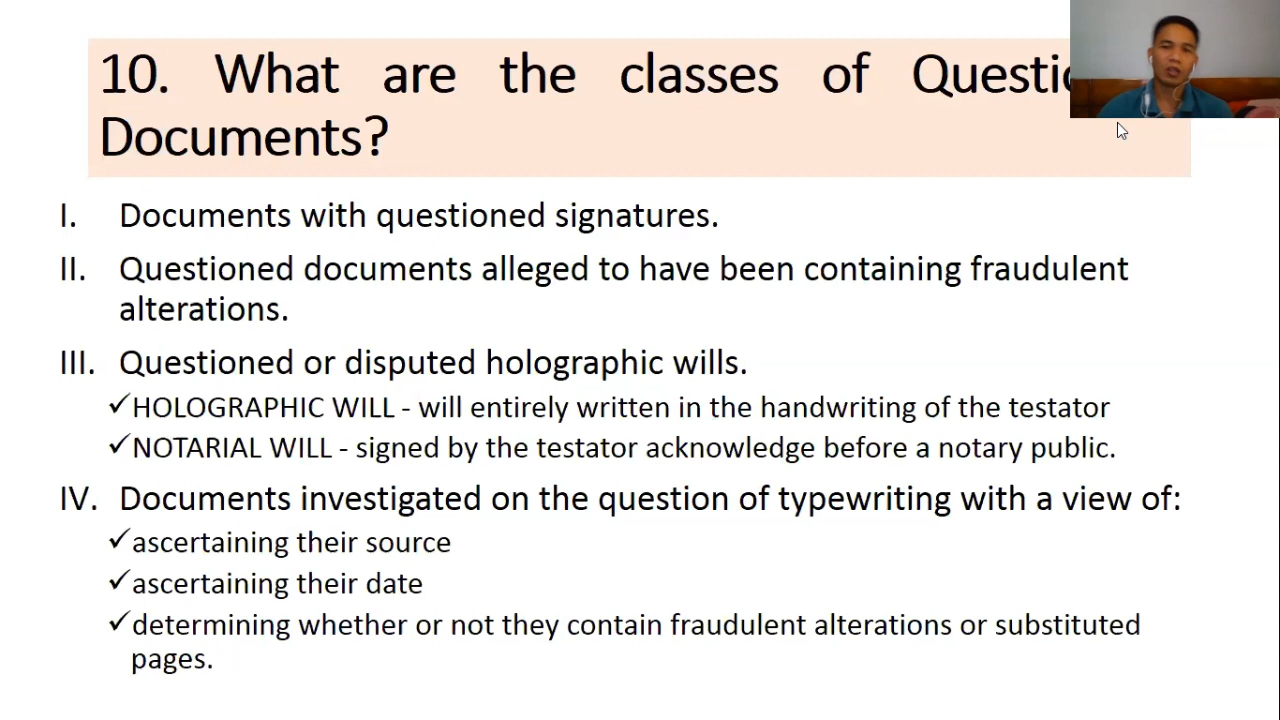 10. What are the classes of Questio
Documents?
I. Documents with questioned signatures.
II. Questioned documents alleged to have been containing fraudulent
alterations.
III. Questioned or disputed holographic wills.
✓HOLOGRAPHIC WILL - will entirely written in the handwriting of the testator
✓NOTARIAL WILL - signed by the testator acknowledge before a notary public.
IV. Documents investigated on the question of typewriting with a view of:
✓ascertaining their source
✓ascertaining their date
✓determining whether or not they contain fraudulent alterations or substituted
pages.